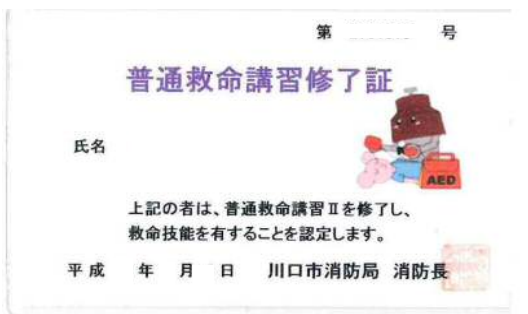 第 号
普通救命講習修了証
氏名
AED
上記の者は、普通救命講習Ⅱを修了し、
救命技能を有することを認定します。
平成 年 月 日 川口市消防局 消防長